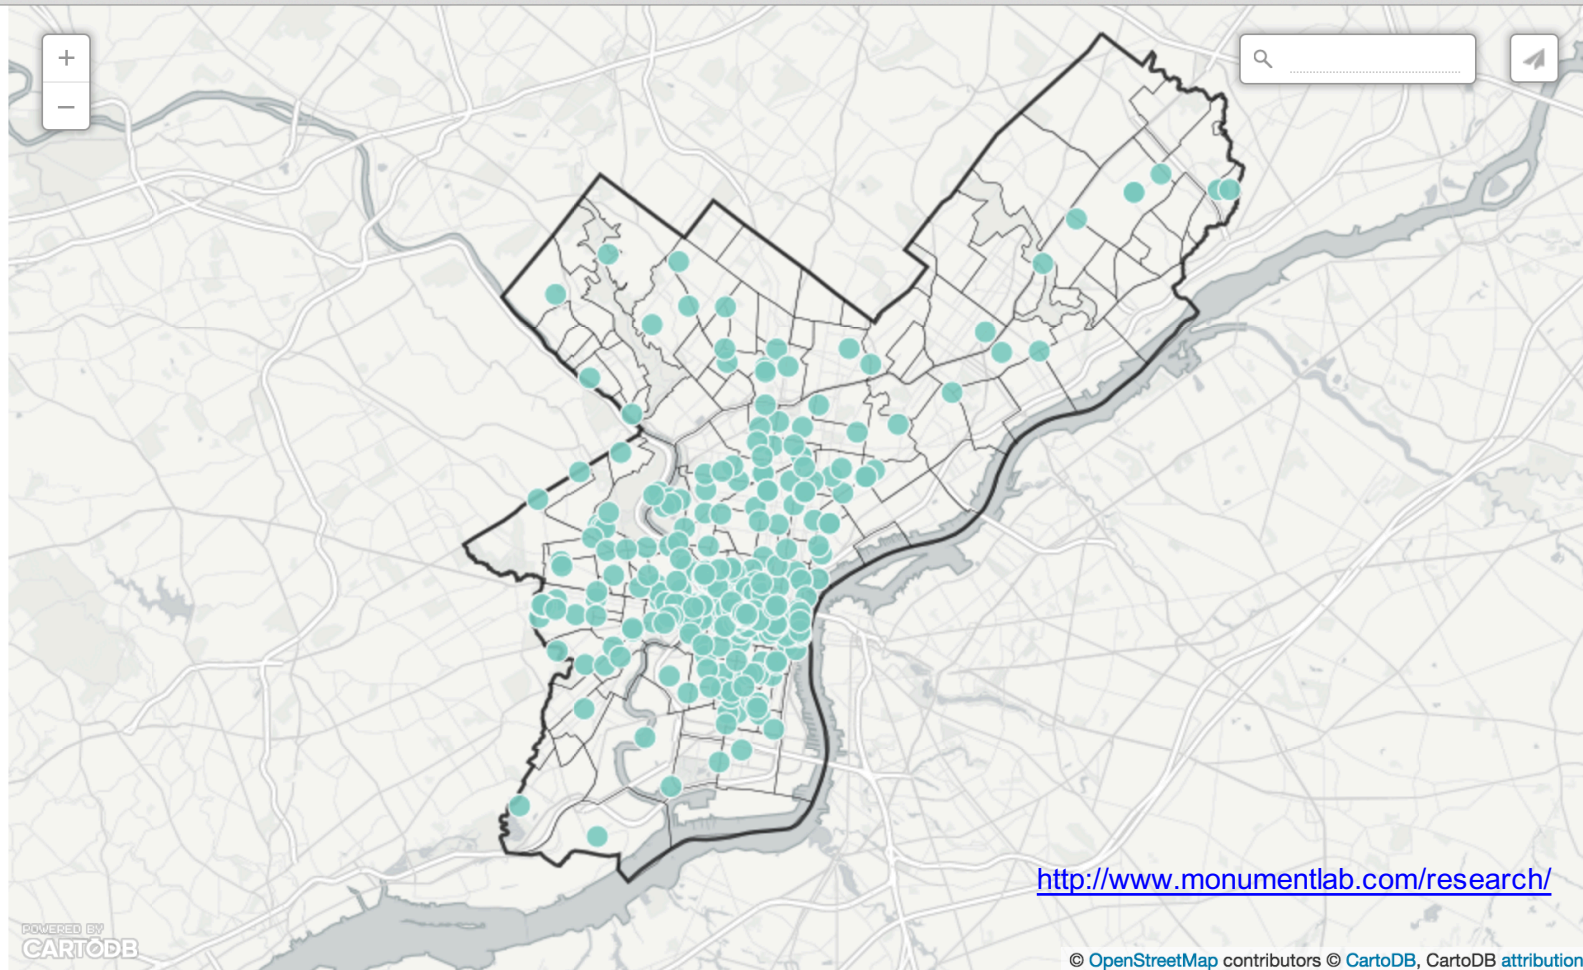 +
−
http://www.monumentlab.com/research/
POWERED BY
CARTODB
© OpenStreetMap contributors © CartoDB, CartoDB attribution